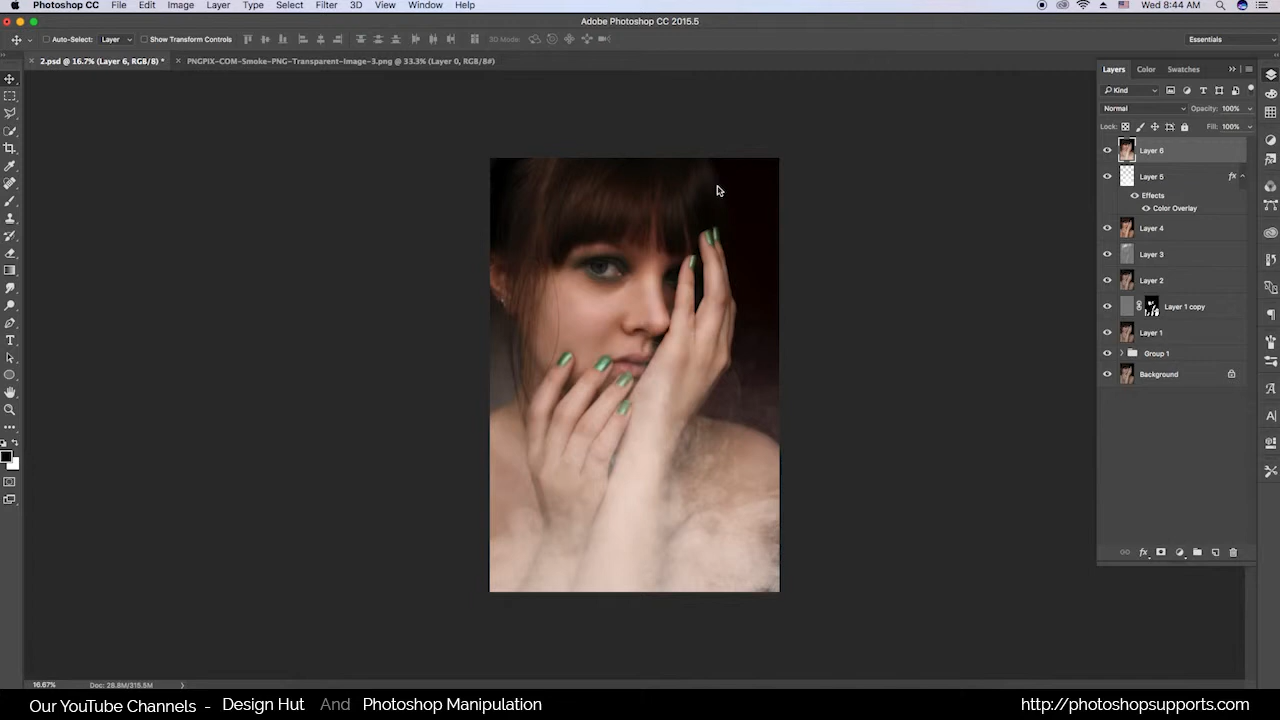 Photoshop CC File Edit Image Layer Type Select Filter 3D View Window Help Wed 8:44 AM
Adobe Photoshop CC 2015.5
Auto-Select: Layer Show Transform Controls 3D Mode: Essentials
2.psd @ 16.7% (Layer 6, RGB/8) * PNGPIX-COM-Smoke-PNG-Transparent-Image-3.png @ 33.3% (Layer 0, RGB/8#)
Layers Color Swatches
Kind
Normal Opacity: 100%
Lock: Fill: 100%
Layer 6
Layer 5 fx
Effects
Color Overlay
Layer 4
Layer 3
Layer 2
Layer 1 copy
Layer 1
Group 1
Background
fx
16.67% Doc: 28.8M/315.5M
Our YouTube Channels - Design Hut And Photoshop Manipulation http://photoshopsupports.com